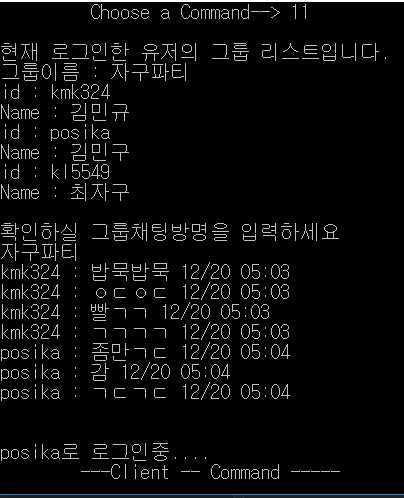 Choose a Command--> 11
현재 로그인한 유저의 그룹 리스트입니다.
그룹이름 : 자구파티
id : kmk324
Name : 김민규
id : posika
Name : 김민구
id : kl5549
Name : 최자구
확인하실 그룹채팅방명을 입력하세요
자구파티
kmk324 : 밥묵밥묵 12/20 05:03
kmk324 : ㅇㄷㅇㄷ 12/20 05:03
kmk324 : 빨ㄱㄱ 12/20 05:03
kmk324 : ㄱㄱㄱㄱ 12/20 05:03
posika : 좀만ㄱㄷ 12/20 05:04
posika : 감 12/20 05:04
posika : ㄱㄷㄱㄷ 12/20 05:04
posika로 로그인중....
---Client -- Command -----